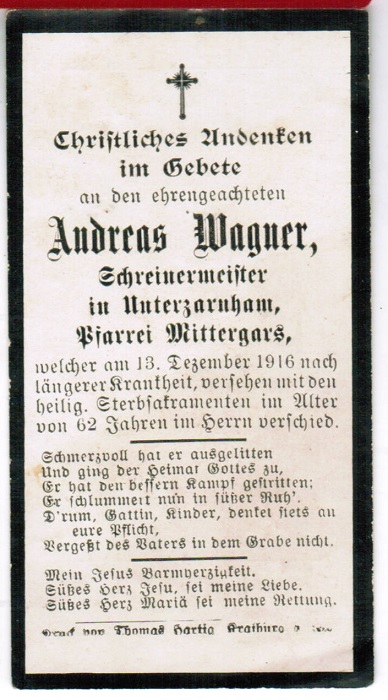 Christliches Andenken
im Gebete
an den ehrengeachteten
Andreas Wagner,
Schreinermeister
in Unterzarnham,
Pfarrei Mittergars,
welcher am 13. Dezember 1916 nach
längerer Krankheit, versehen mit den
heilig. Sterbsakramenten im Alter
von 62 Jahren im Herrn verschied.
Schmerzvoll hat er ausgelitten
Und ging der Heimat Gottes zu,
Er hat den bessern Kampf gestritten;
Er schlummert nun in süßer Ruh'.
D'rum, Gattin, Kinder, denket stets an
eure Pflicht,
Vergeßt des Vaters in dem Grabe nicht.
Mein Jesus Barmherzigkeit.
Süßes Herz Jesu, sei meine Liebe.
Süßes Herz Mariä sei meine Rettung.
Druck von Thomas Hartig Kraiburg